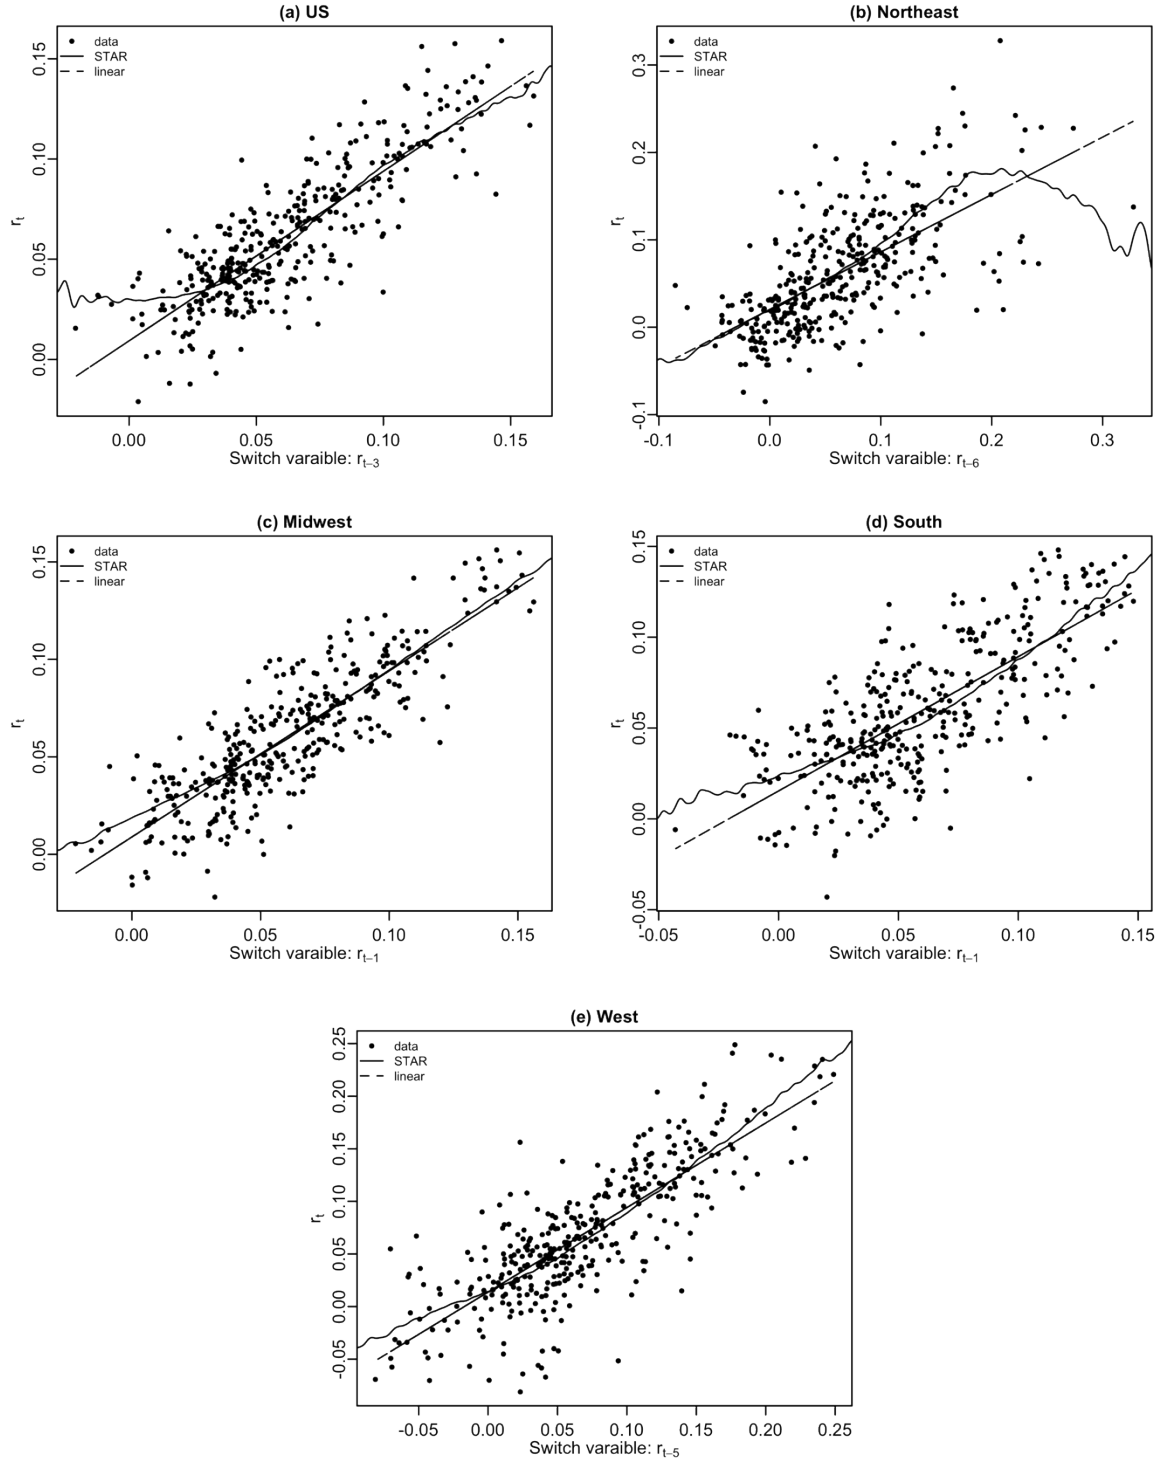 (a) US
data
STAR
linear
0.15
0.10
0.05
0.00
rt
0.00 0.05 0.10 0.15
Switch varaible: rt−3
(b) Northeast
data
STAR
linear
0.3
0.2
0.1
0.0
-0.1
rt
-0.1 0.0 0.1 0.2 0.3
Switch varaible: rt−6
(c) Midwest
data
STAR
linear
0.15
0.10
0.05
0.00
rt
0.00 0.05 0.10 0.15
Switch varaible: rt−1
(d) South
data
STAR
linear
0.15
0.10
0.05
0.00
-0.05
rt
-0.05 0.00 0.05 0.10 0.15
Switch varaible: rt−1
(e) West
data
STAR
linear
0.25
0.20
0.15
0.10
0.05
0.00
-0.05
rt
-0.05 0.00 0.05 0.10 0.15 0.20 0.25
Switch varaible: rt−5